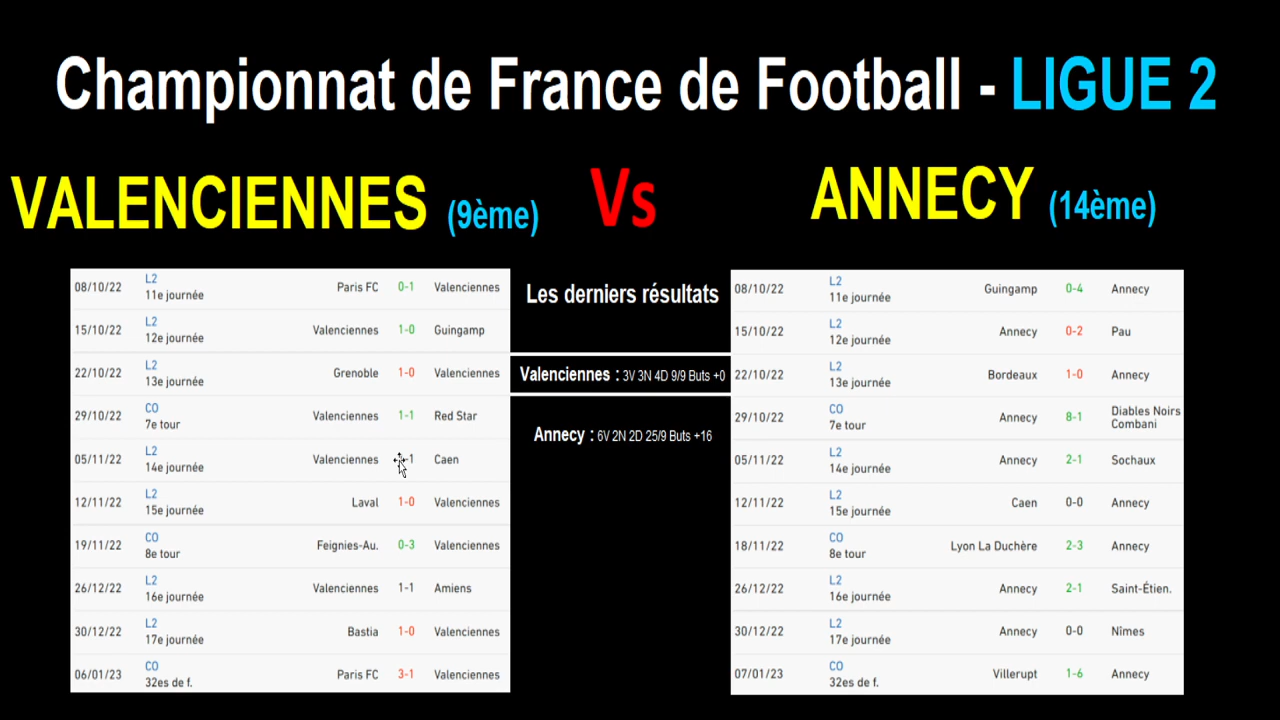 Championnat de France de Football - LIGUE 2
VALENCIENNES (9ème) Vs ANNECY (14ème)
08/10/22 L2 11e journée Paris FC 0-1 Valenciennes
15/10/22 L2 12e journée Valenciennes 1-0 Guingamp
22/10/22 L2 13e journée Grenoble 1-0 Valenciennes
29/10/22 CO 7e tour Valenciennes 1-1 Red Star
05/11/22 L2 14e journée Valenciennes -1 Caen
12/11/22 L2 15e journée Laval 1-0 Valenciennes
19/11/22 CO 8e tour Feignies-Au. 0-3 Valenciennes
26/12/22 L2 16e journée Valenciennes 1-1 Amiens
30/12/22 L2 17e journée Bastia 1-0 Valenciennes
06/01/23 CO 32es de f. Paris FC 3-1 Valenciennes
Les derniers résultats
Valenciennes : 3V 3N 4D 9/9 Buts +0
Annecy : 6V 2N 2D 25/9 Buts +16
08/10/22 L2 11e journée Guingamp 0-4 Annecy
15/10/22 L2 12e journée Annecy 0-2 Pau
22/10/22 L2 13e journée Bordeaux 1-0 Annecy
29/10/22 CO 7e tour Annecy 8-1 Diables Noirs Combani
05/11/22 L2 14e journée Annecy 2-1 Sochaux
12/11/22 L2 15e journée Caen 0-0 Annecy
18/11/22 CO 8e tour Lyon La Duchère 2-3 Annecy
26/12/22 L2 16e journée Annecy 2-1 Saint-Étien.
30/12/22 L2 17e journée Annecy 0-0 Nîmes
07/01/23 CO 32es de f. Villerupt 1-6 Annecy